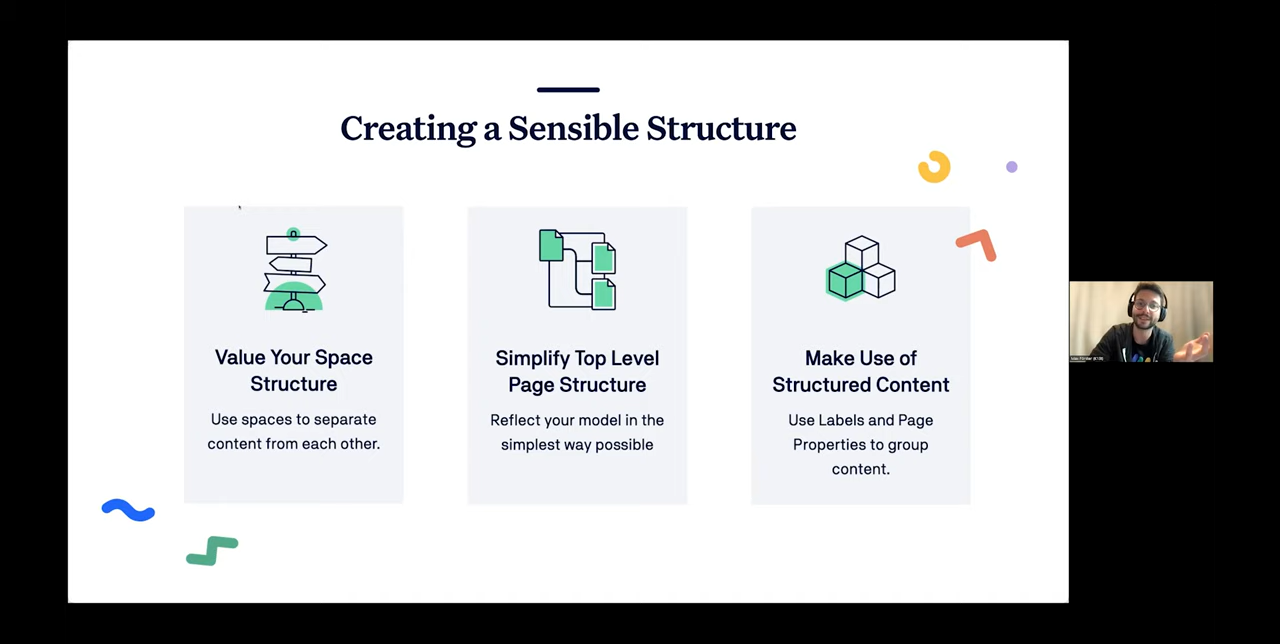 Creating a Sensible Structure
Value Your Space
Structure
Use spaces to separate
content from each other.
Simplify Top Level
Page Structure
Reflect your model in the
simplest way possible
Make Use of
Structured Content
Use Labels and Page
Properties to group
content.